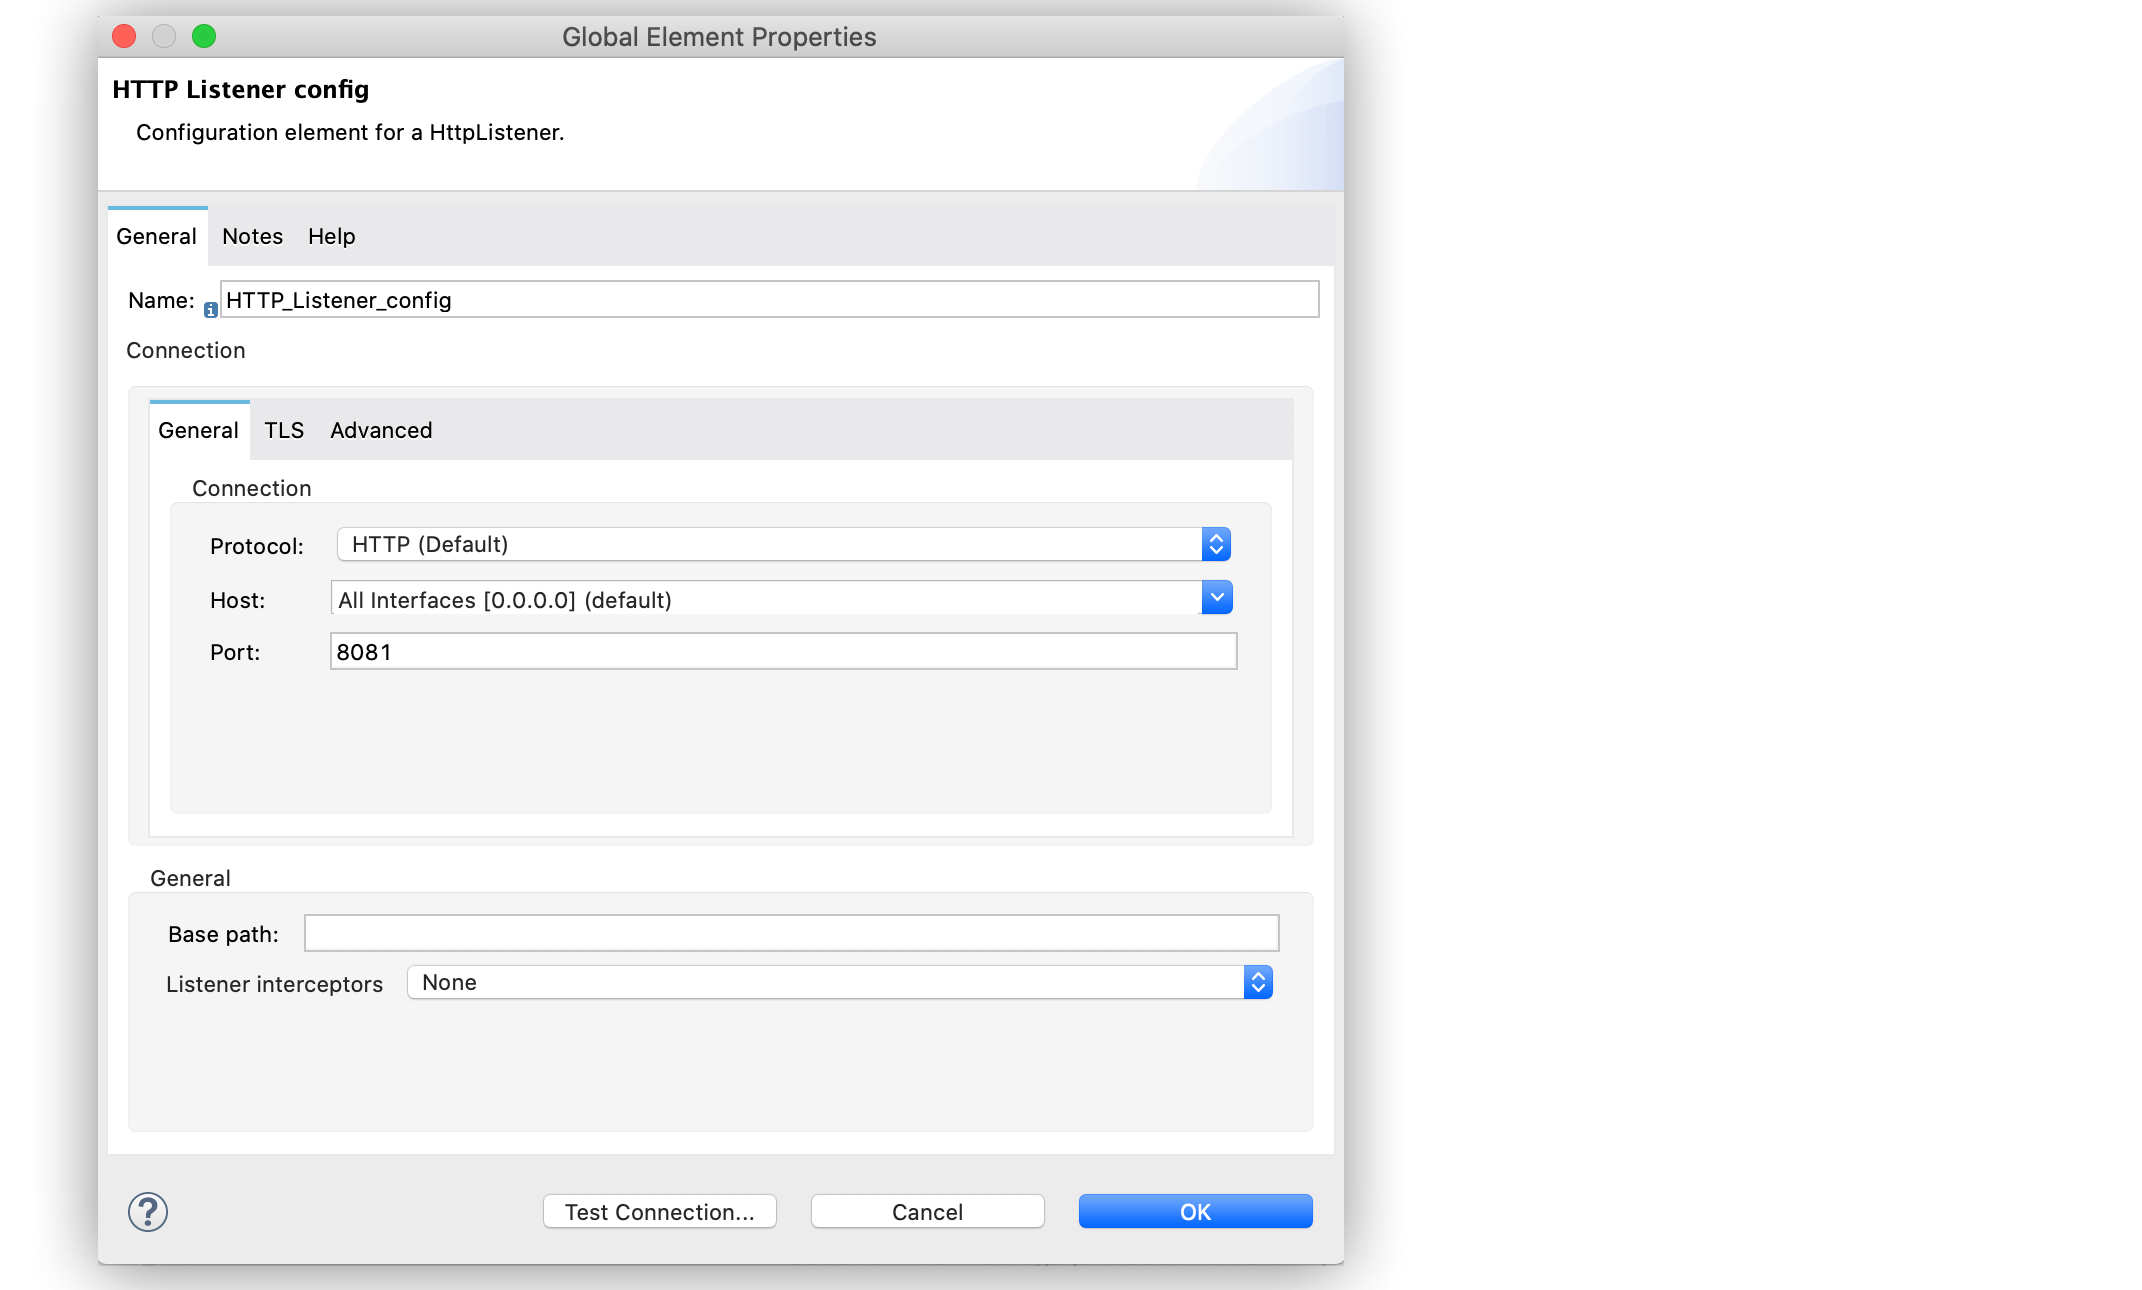 Global Element Properties
HTTP Listener config
Configuration element for a HttpListener.
General Notes Help
Name: HTTP_Listener_config
Connection
General TLS Advanced
Connection
Protocol: HTTP (Default)
Host: All Interfaces [0.0.0.0] (default)
Port: 8081
General
Base path:
Listener interceptors None
? Test Connection... Cancel OK